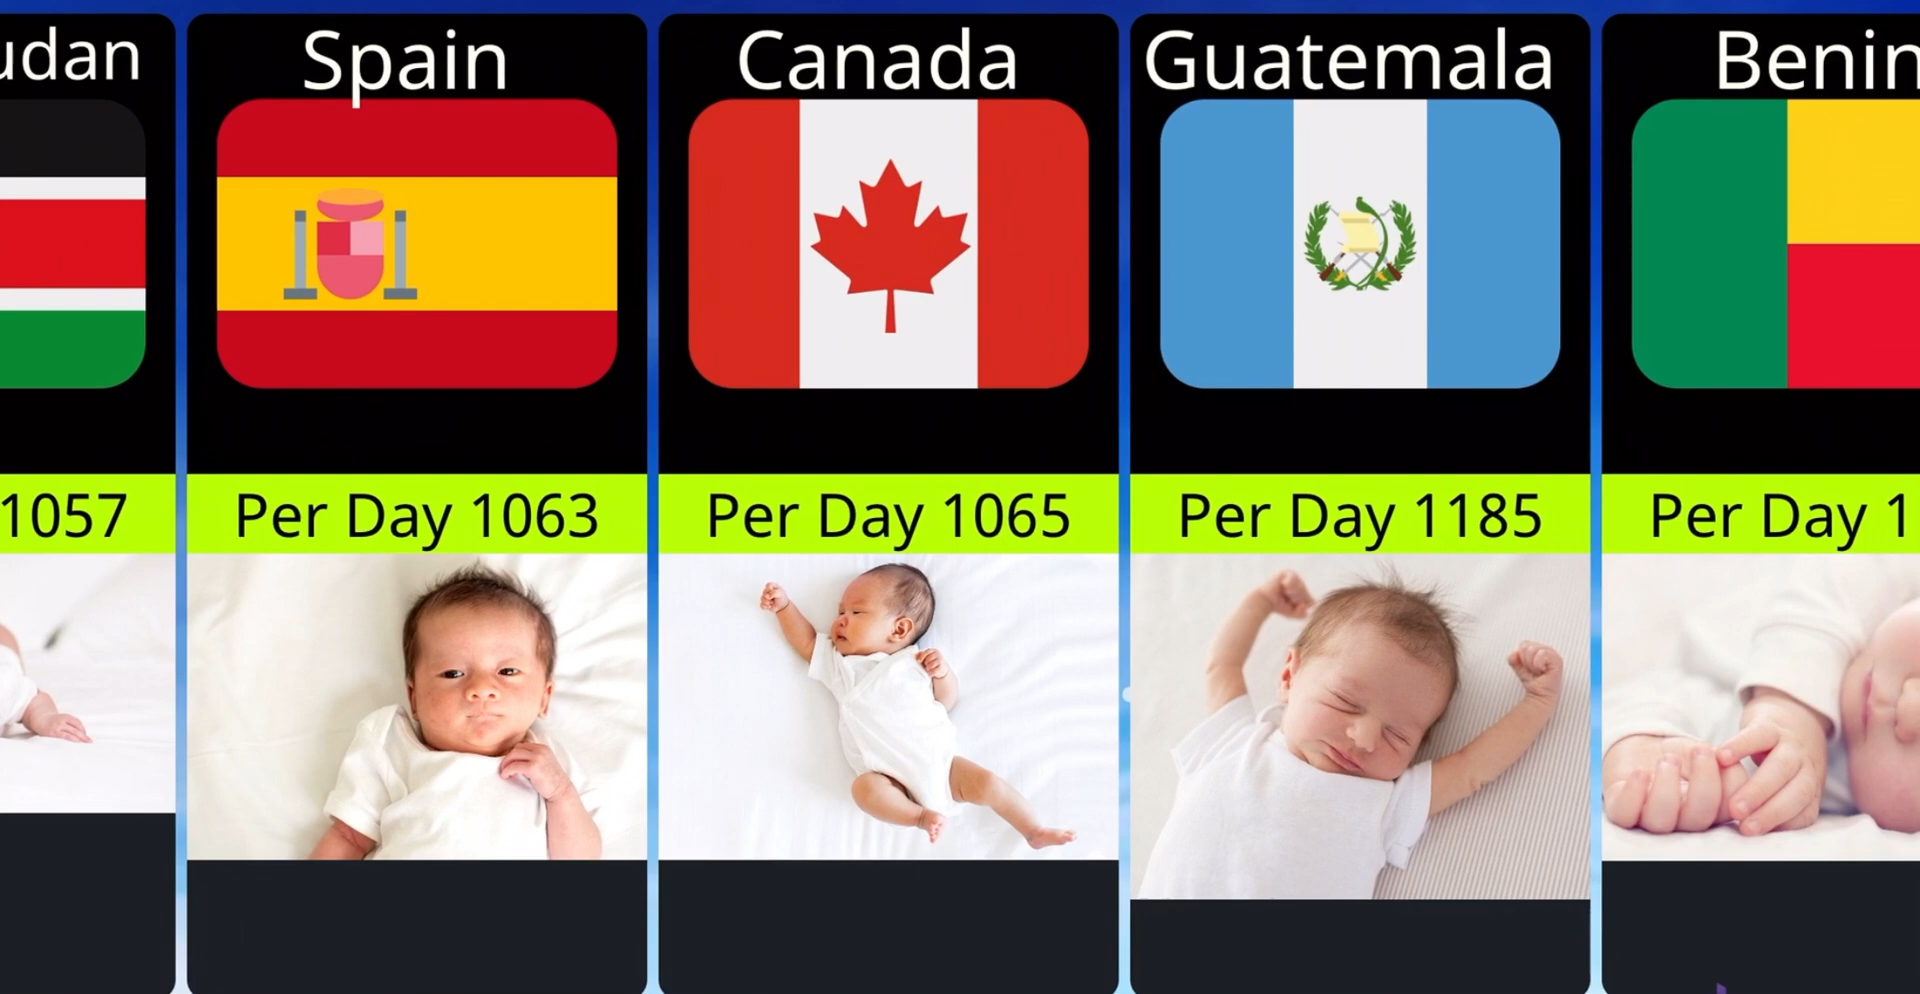 udan
Spain
Canada
Guatemala
Benin
1057
Per Day 1063
Per Day 1065
Per Day 1185
Per Day 1